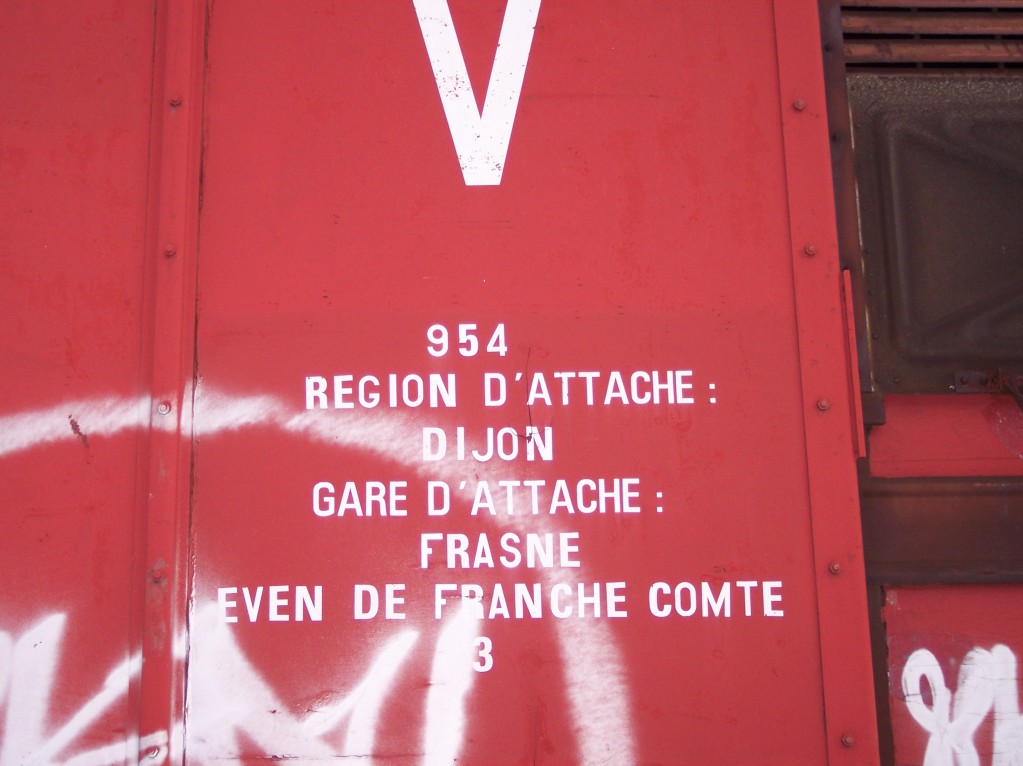 V
954
REGION D'ATTACHE :
DIJON
GARE D'ATTACHE :
FRASNE
EVEN DE FRANCHE COMTE
3